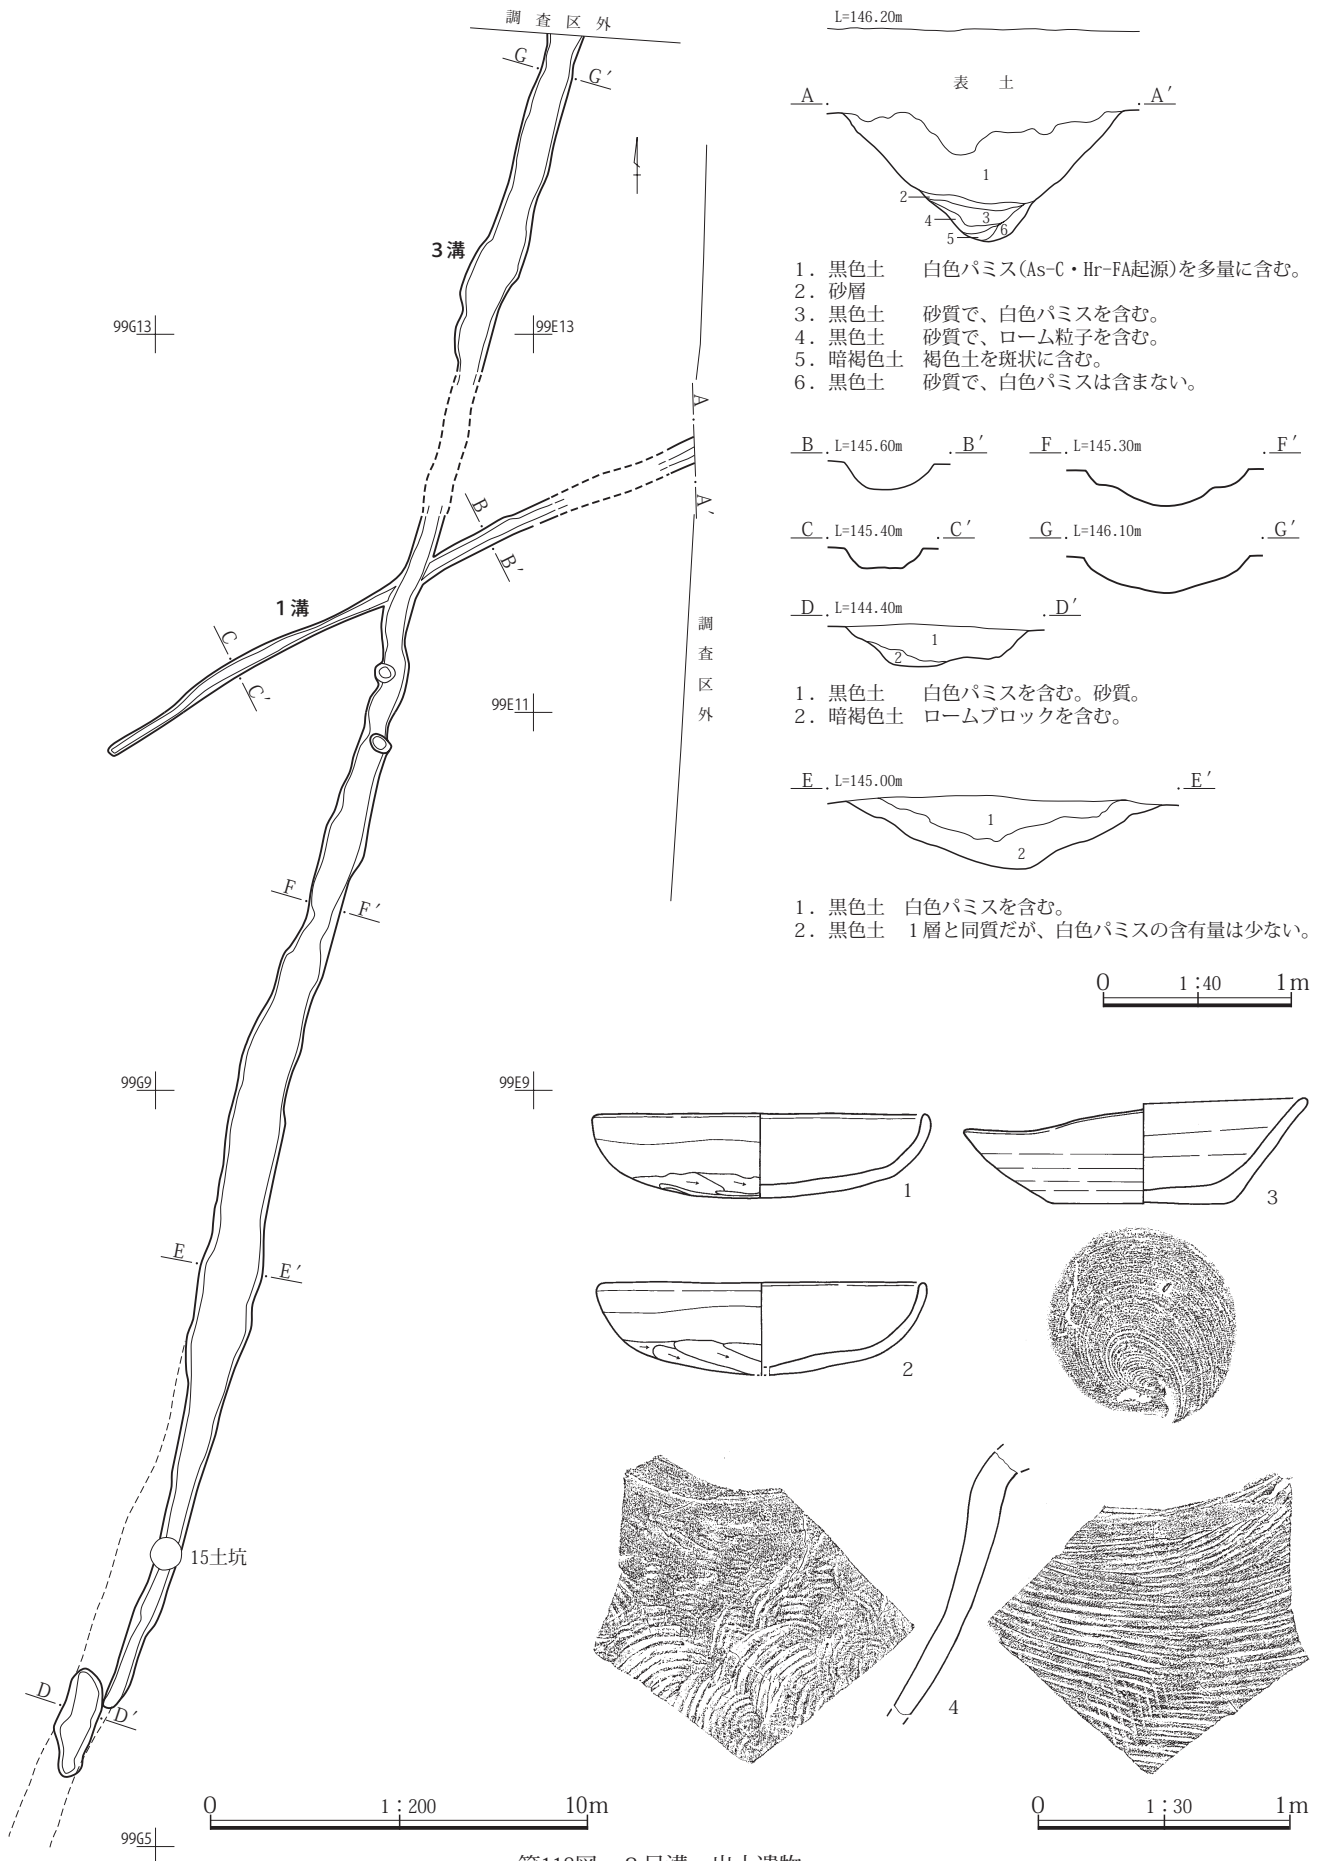 調査区外
G
G′
3溝
99G13
99E13
A
A′
B
B′
1溝
C
C′
調査区外
99E11
F
F′
99G9
99E9
E
E′
15土坑
D
D′
0 1:200 10m
99G5
L=146.20m
表土
A A′
1
2
3
4
5
6
1. 黒色土 白色パミス(As-C・Hr-FA起源)を多量に含む。
2. 砂層
3. 黒色土 砂質で、白色パミスを含む。
4. 黒色土 砂質で、ローム粒子を含む。
5. 暗褐色土 褐色土を斑状に含む。
6. 黒色土 砂質で、白色パミスは含まない。
B L=145.60m B′
F L=145.30m F′
C L=145.40m C′
G L=146.10m G′
D L=144.40m D′
1
2
1. 黒色土 白色パミスを含む。砂質。
2. 暗褐色土 ロームブロックを含む。
E L=145.00m E′
1
2
1. 黒色土 白色パミスを含む。
2. 黒色土 1層と同質だが、白色パミスの含有量は少ない。
0 1:40 1m
1
3
2
4
0 1:30 1m